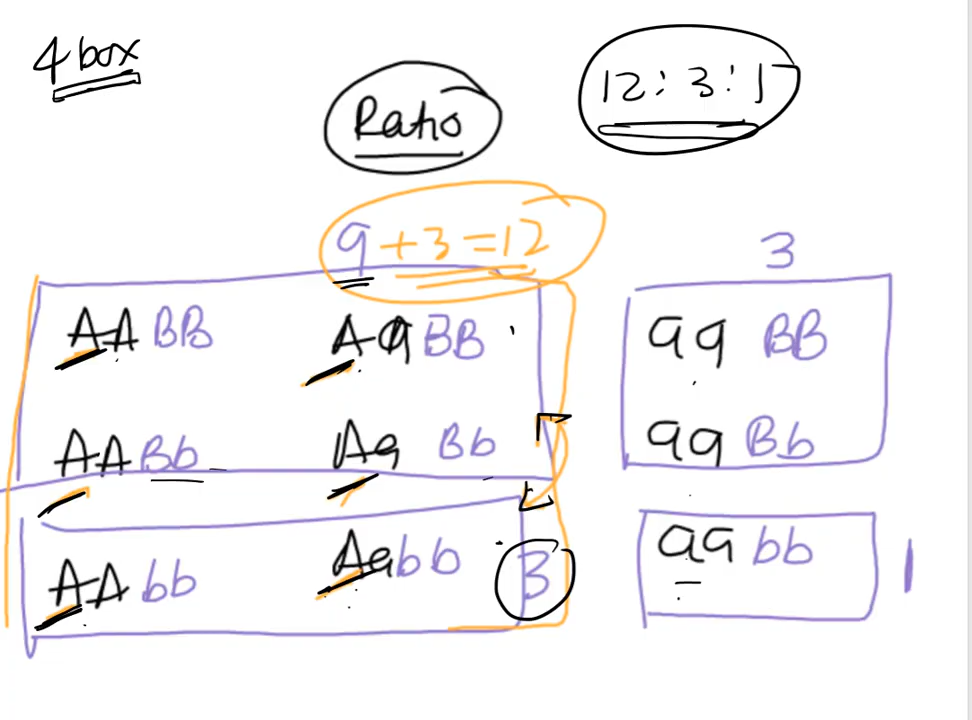 4 box
Ratio
12:3:1
9+3=12
3
AA BB
Aa BB
aa BB
AA Bb
Aa Bb
aa Bb
AA bb
Aa bb
3
aa bb
1